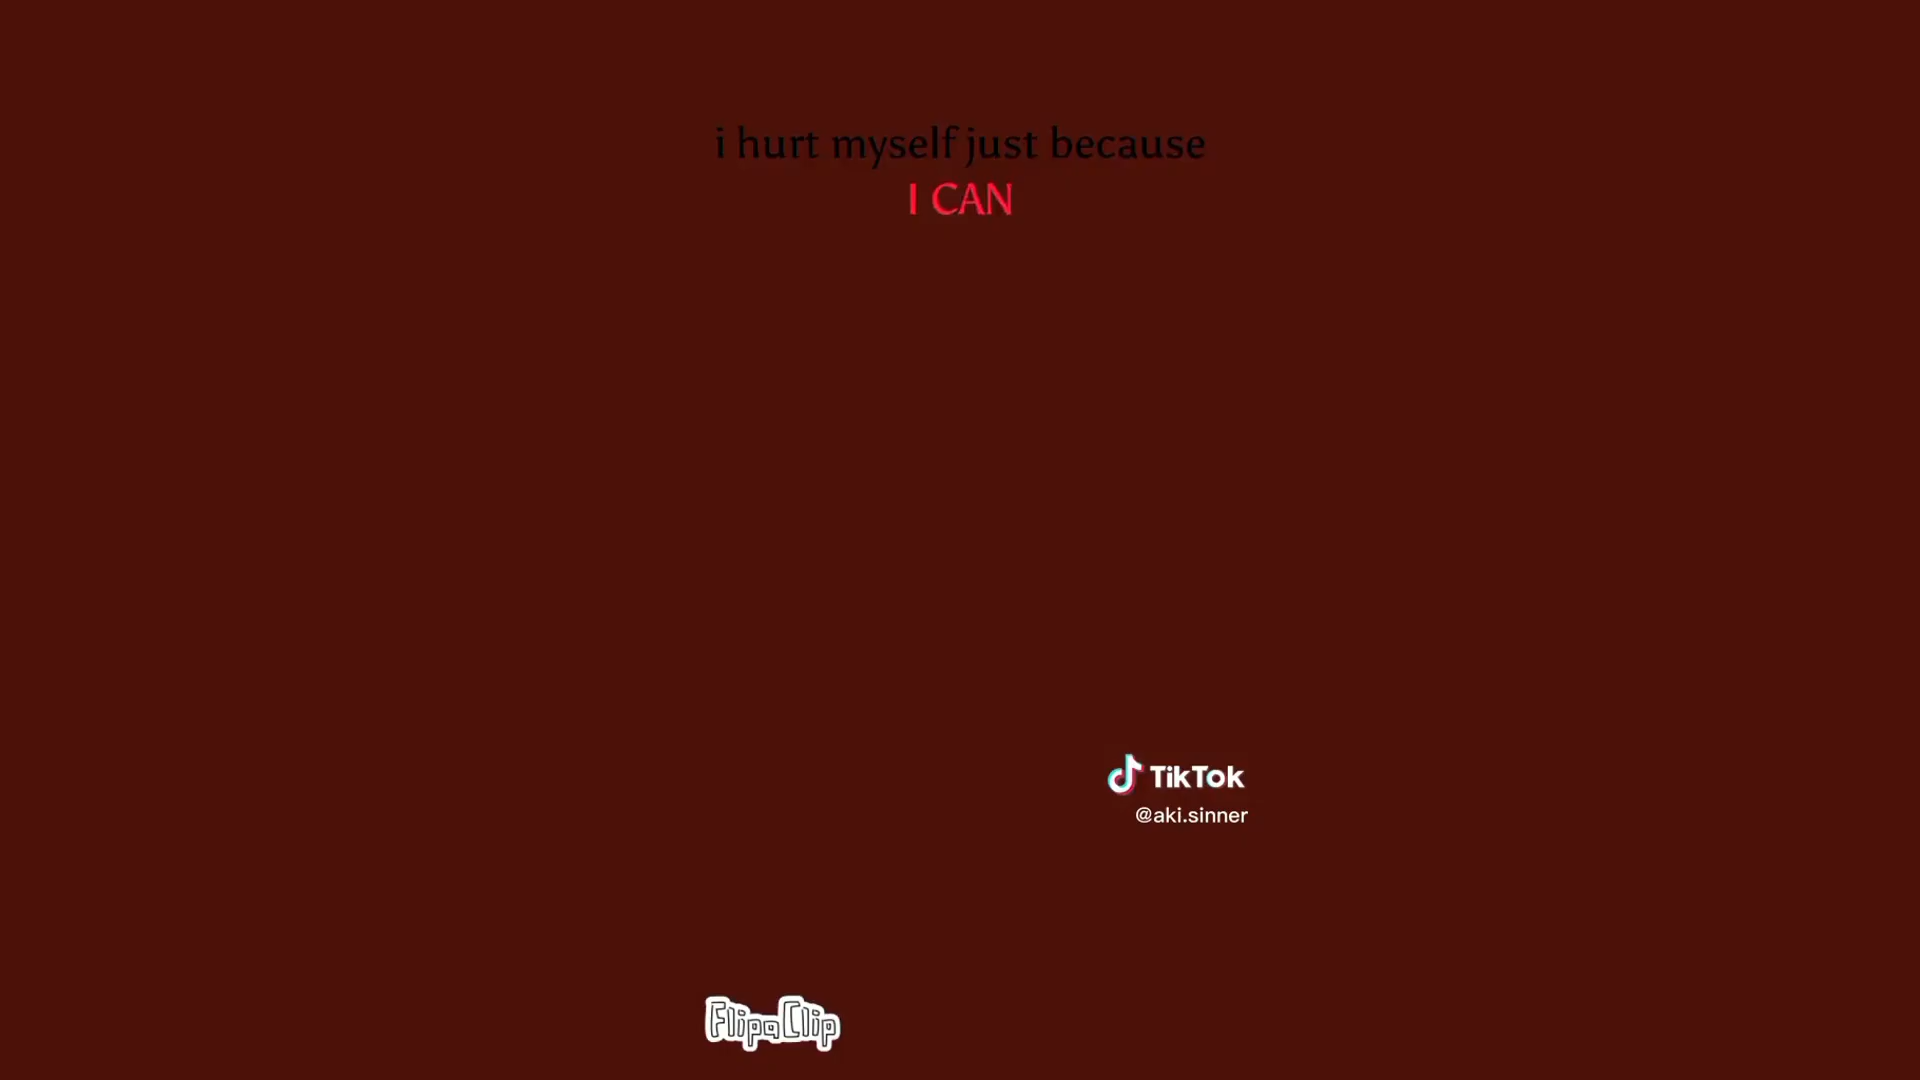 i hurt myself just because
I CAN
TikTok
@aki.sinner
FlipaClip